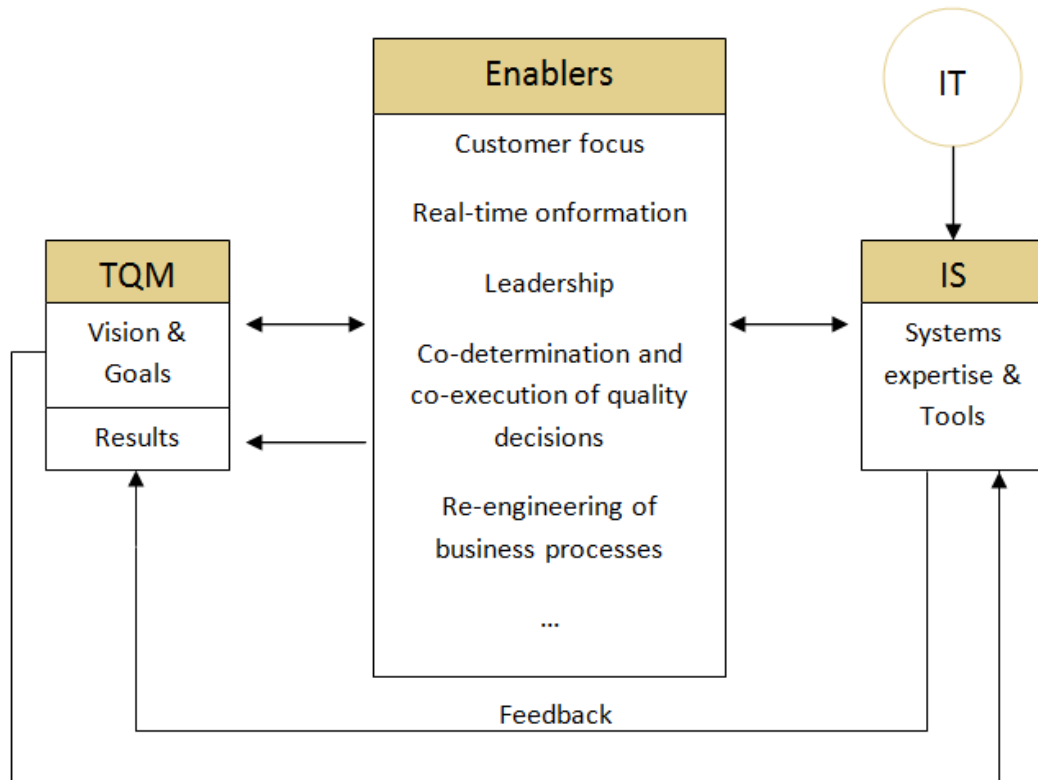 Enablers
Customer focus
Real-time onformation
Leadership
Co-determination and
co-execution of quality
decisions
Re-engineering of
business processes
...
TQM
Vision &
Goals
Results
IT
IS
Systems
expertise &
Tools
Feedback